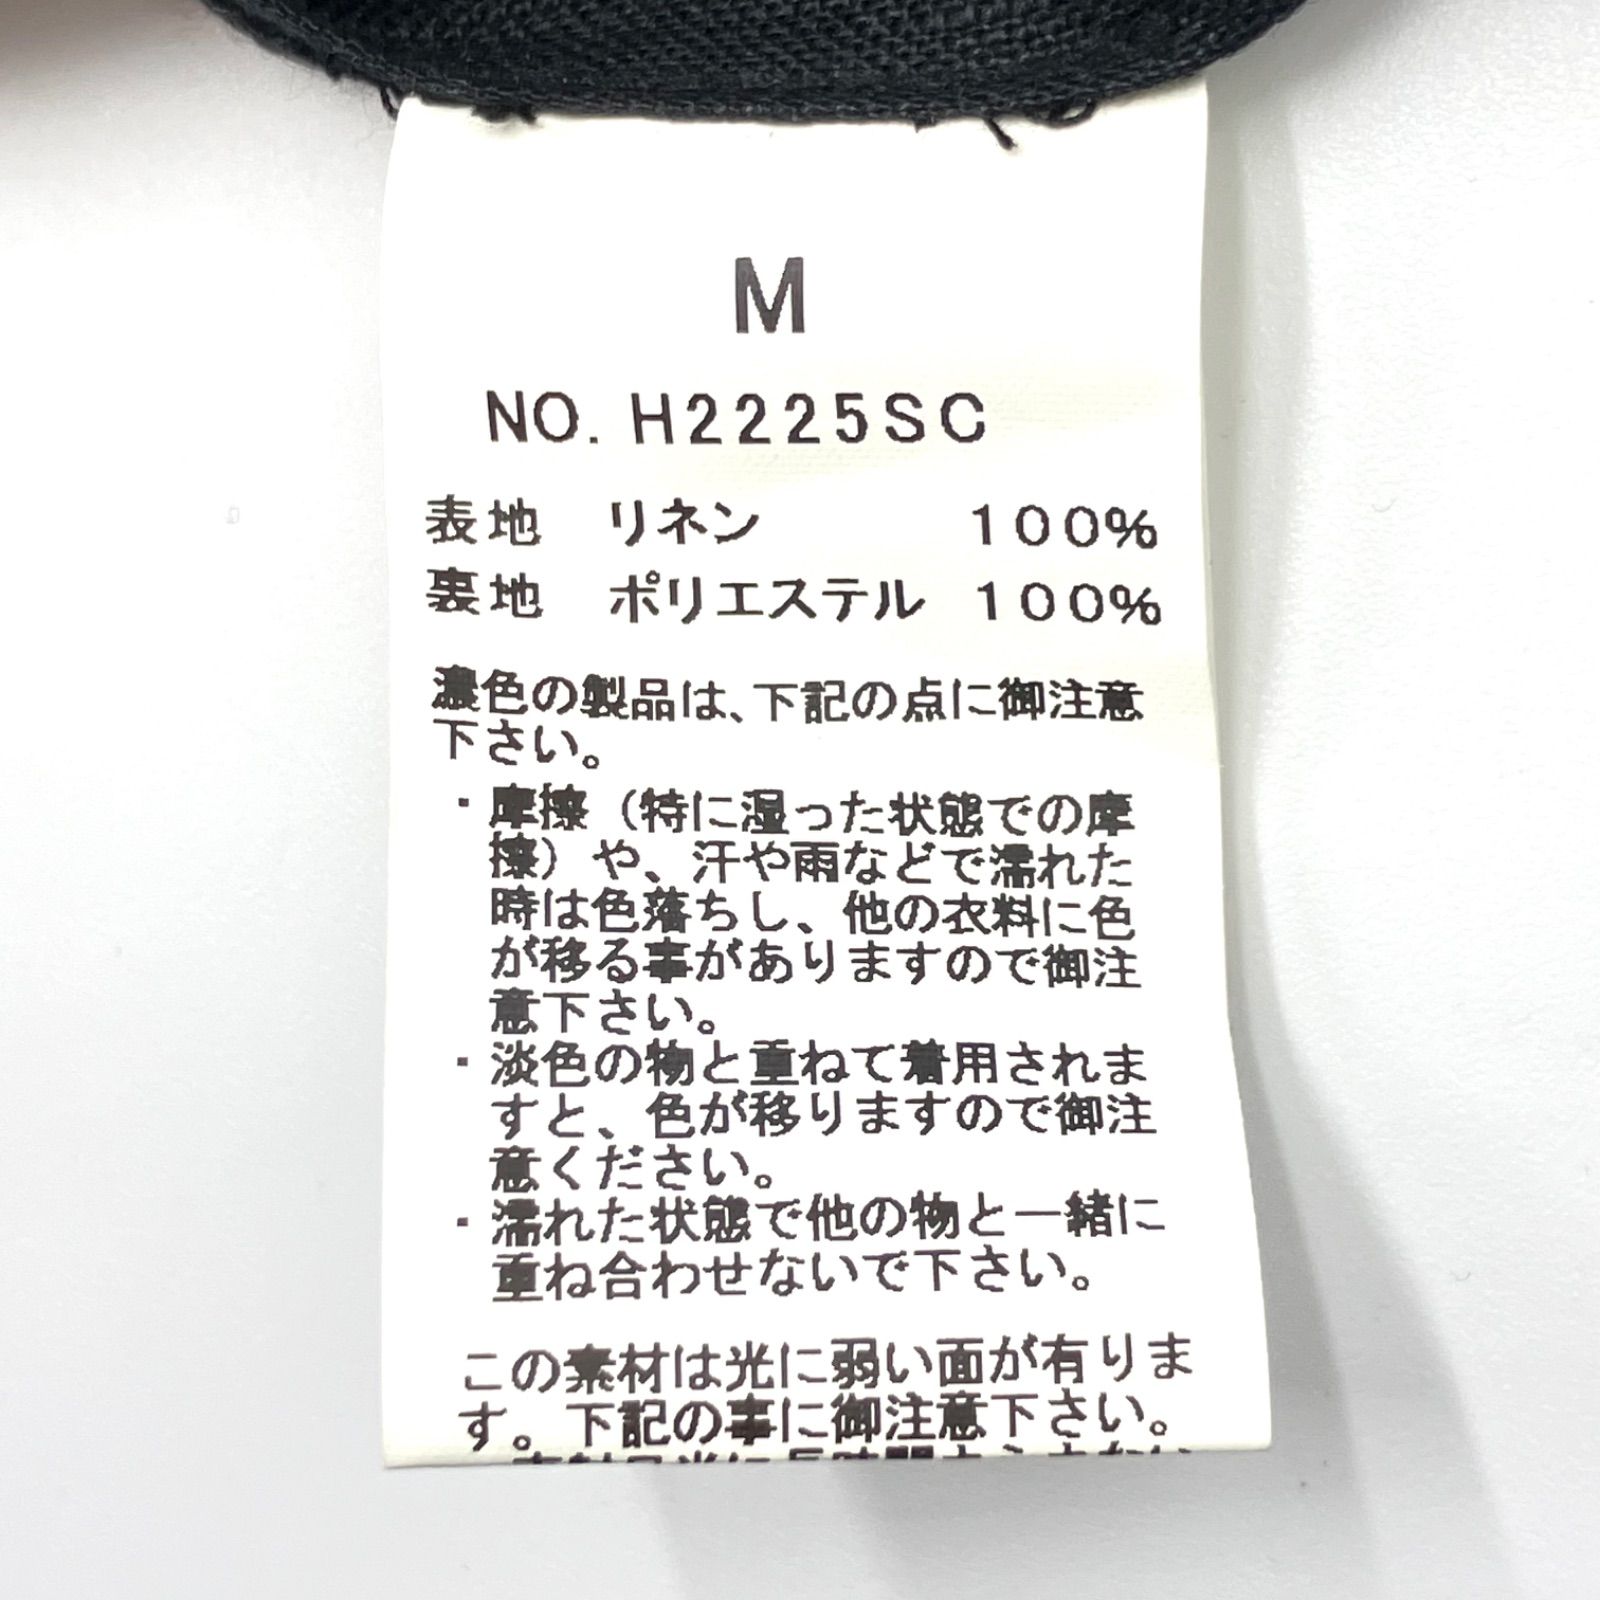 M
NO. H2225SC
表地 リネン 100%
裏地 ポリエステル 100%
濃色の製品は、下記の点に御注意
下さい。
・摩擦（特に湿った状態での摩
擦）や、汗や雨などで濡れた
時は色落ちし、他の衣料に色
が移る事がありますので御注
意下さい。
・淡色の物と重ねて着用されま
すと、色が移りますので御注
意ください。
・濡れた状態で他の物と一緒に
重ね合わせないで下さい。
この素材は光に弱い面が有りま
す。下記の事に御注意下さい。